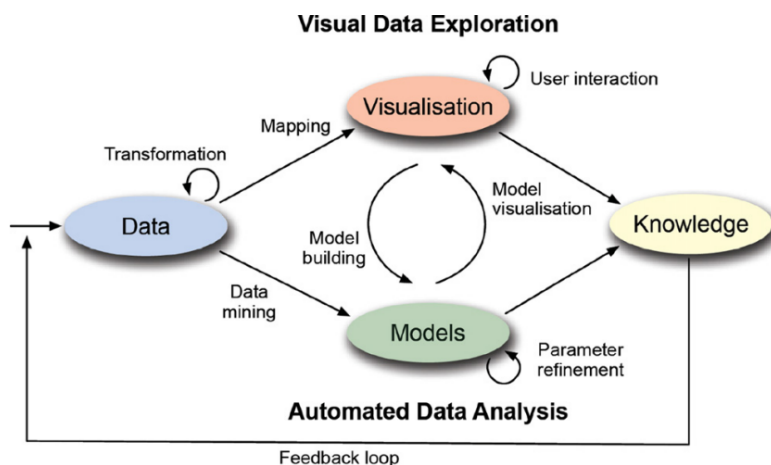 Visual Data Exploration
User interaction
Visualisation
Mapping
Transformation
Model
visualisation
Data
Knowledge
Model
building
Data
mining
Models
Parameter
refinement
Automated Data Analysis
Feedback loop